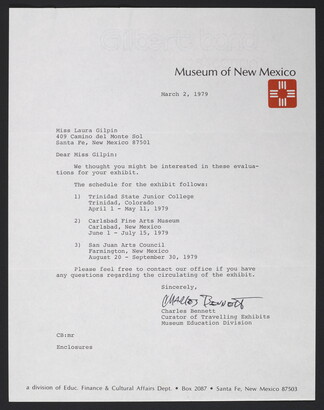 Museum of New Mexico
March 2, 1979
Miss Laura Gilpin
409 Camino del Monte Sol
Santa Fe, New Mexico 87501
Dear Miss Gilpin:
We thought you might be interested in these evalua-
tions for your exhibit.
The schedule for the exhibit follows:
1) Trinidad State Junior College
Trinidad, Colorado
April 1 - May 11, 1979
2) Carlsbad Fine Arts Museum
Carlsbad, New Mexico
June 1 - July 15, 1979
3) San Juan Arts Council
Farmington, New Mexico
August 20 - September 30, 1979
Please feel free to contact our office if you have
any questions regarding the circulating of the exhibit.
Sincerely,
Charles Bennett
Charles Bennett
Curator of Travelling Exhibits
Museum Education Division
CB:mr
Enclosures
a division of Educ. Finance & Cultural Affairs Dept. • Box 2087 • Santa Fe, New Mexico 87503